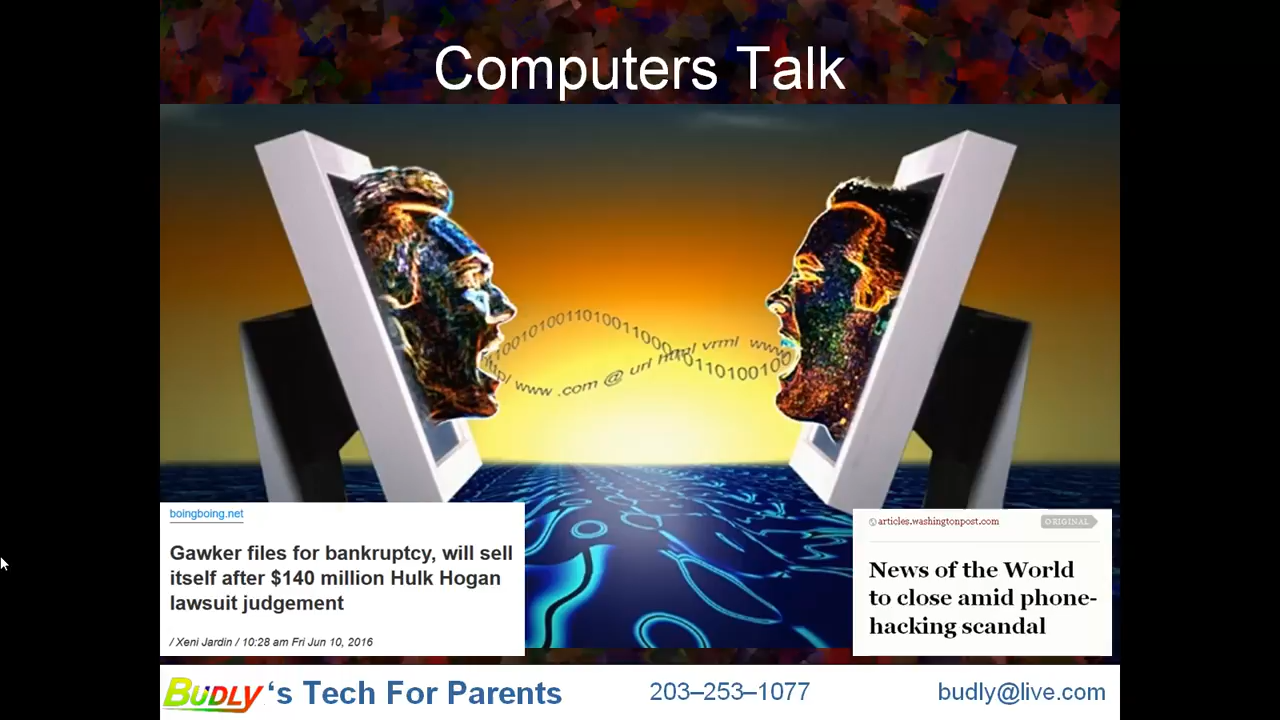 Computers Talk
100101001101001100010110100100
http/ www .com @ url html vrml www
boingboing.net
Gawker files for bankruptcy, will sell
itself after $140 million Hulk Hogan
lawsuit judgement
/ Xeni Jardin / 10:28 am Fri Jun 10, 2016
articles.washingtonpost.com ORIGINAL
News of the World
to close amid phone-
hacking scandal
BUDLY‘s Tech For Parents 203–253–1077 budly@live.com